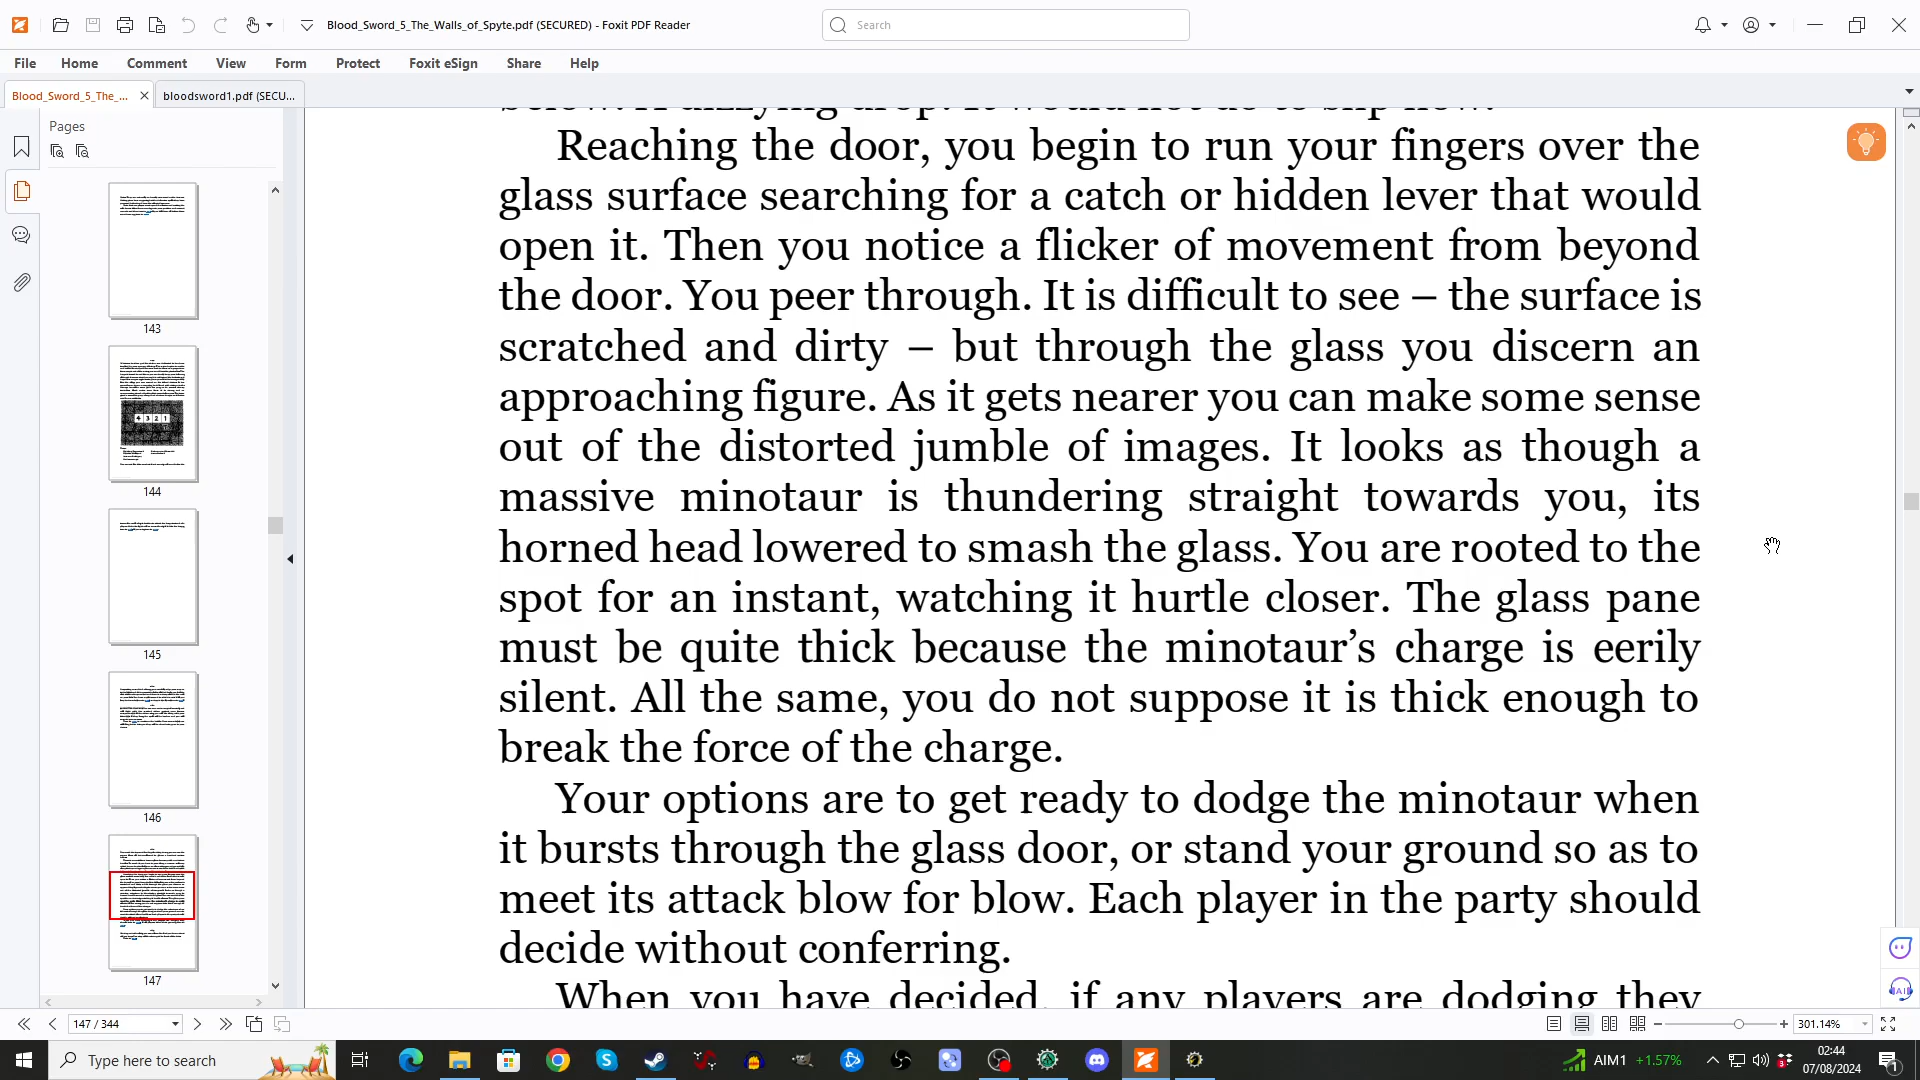 Blood_Sword_5_The_Walls_of_Spyte.pdf (SECURED) - Foxit PDF Reader
Search
File Home Comment View Form Protect Foxit eSign Share Help
Blood_Sword_5_The_... bloodsword1.pdf (SECU...
Pages
143
144
145
146
147
Reaching the door, you begin to run your fingers over the
glass surface searching for a catch or hidden lever that would
open it. Then you notice a flicker of movement from beyond
the door. You peer through. It is difficult to see – the surface is
scratched and dirty – but through the glass you discern an
approaching figure. As it gets nearer you can make some sense
out of the distorted jumble of images. It looks as though a
massive minotaur is thundering straight towards you, its
horned head lowered to smash the glass. You are rooted to the
spot for an instant, watching it hurtle closer. The glass pane
must be quite thick because the minotaur’s charge is eerily
silent. All the same, you do not suppose it is thick enough to
break the force of the charge.
Your options are to get ready to dodge the minotaur when
it bursts through the glass door, or stand your ground so as to
meet its attack blow for blow. Each player in the party should
decide without conferring.
When you have decided, if any players are dodging they
147 / 344
301.14%
Type here to search
AIM1 +1.57%
02:44
07/08/2024